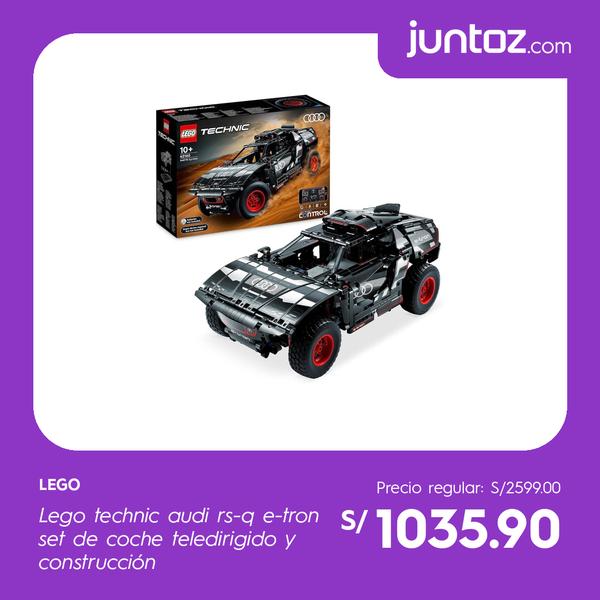 juntoz.com
LEGO TECHNIC
10+
CONTROL
LEGO
Precio regular: S/2599.00
Lego technic audi rs-q e-tron
set de coche teledirigido y
construcción
S/ 1035.90